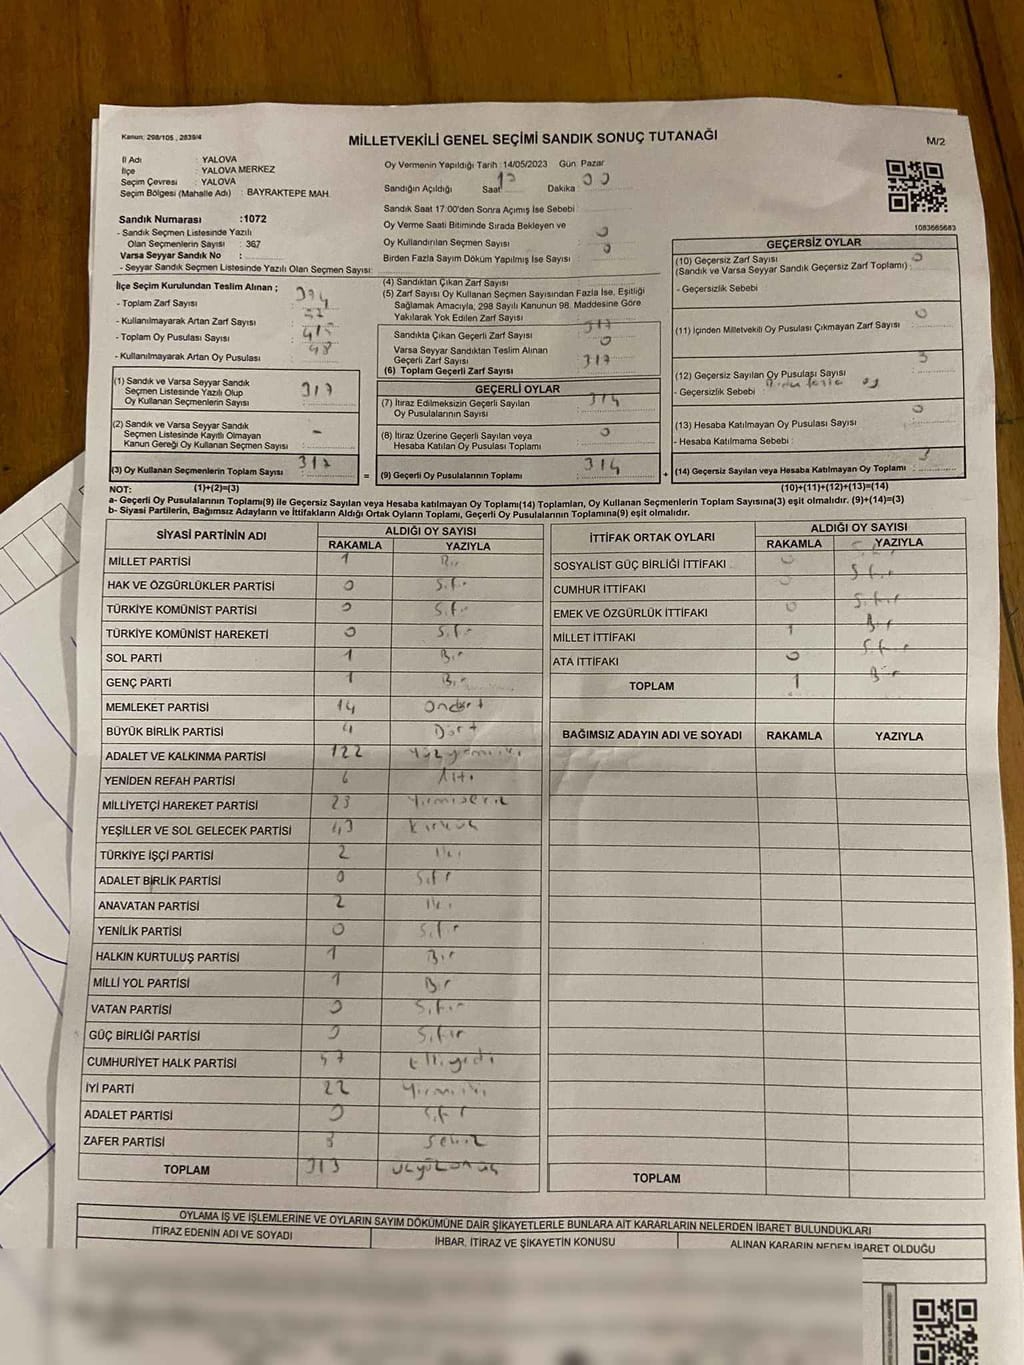 Kanun: 298/105 , 2839/4
MİLLETVEKİLİ GENEL SEÇİMİ SANDIK SONUÇ TUTANAĞI
M/2
İl Adı : YALOVA
İlçe : YALOVA MERKEZ
Seçim Çevresi : YALOVA
Seçim Bölgesi (Mahalle Adı) : BAYRAKTEPE MAH.
Oy Vermenin Yapıldığı Tarih : 14/05/2023 Gün: Pazar
Sandığın Açıldığı Saat Dakika 00
Sandık Saat 17:00'den Sonra Açımış İse Sebebi :
Oy Verme Saati Bitiminde Sırada Bekleyen ve
Oy Kullandırılan Seçmen Sayısı : 0
Birden Fazla Sayım Döküm Yapılmış İse Sayısı : 0
1083665683
Sandık Numarası :1072
- Sandık Seçmen Listesinde Yazılı
Olan Seçmenlerin Sayısı : 367
Varsa Seyyar Sandık No :
- Seyyar Sandık Seçmen Listesinde Yazılı Olan Seçmen Sayısı:
İlçe Seçim Kurulundan Teslim Alınan ;
- Toplam Zarf Sayısı : 374
- Kullanılmayarak Artan Zarf Sayısı : 57
- Toplam Oy Pusulası Sayısı : 415
- Kullanılmayarak Artan Oy Pusulası : 98
(1) Sandık ve Varsa Seyyar Sandık
Seçmen Listesinde Yazılı Olup
Oy Kullanan Seçmenlerin Sayısı : 317
(2) Sandık ve Varsa Seyyar Sandık
Seçmen Listesinde Kayıtlı Olmayan
Kanun Gereği Oy Kullanan Seçmen Sayısı : -
(3) Oy Kullanan Seçmenlerin Toplam Sayısı : 317
(4) Sandıktan Çıkan Zarf Sayısı :
(5) Zarf Sayısı Oy Kullanan Seçmen Sayısından Fazla İse, Eşitliği
Sağlamak Amacıyla, 298 Sayılı Kanunun 98. Maddesine Göre
Yakılarak Yok Edilen Zarf Sayısı :
Sandıkta Çıkan Geçerli Zarf Sayısı : 317
Varsa Seyyar Sandıktan Teslim Alınan
Geçerli Zarf Sayısı : 0
(6) Toplam Geçerli Zarf Sayısı : 317
GEÇERLİ OYLAR
(7) İtiraz Edilmeksizin Geçerli Sayılan
Oy Pusulalarının Sayısı : 314
(8) İtiraz Üzerine Geçerli Sayılan veya
Hesaba Katılan Oy Pusulası Toplamı : 0
= (9) Geçerli Oy Pusulalarının Toplamı : 314
GEÇERSİZ OYLAR
(10) Geçersiz Zarf Sayısı
(Sandık ve Varsa Seyyar Sandık Geçersiz Zarf Toplamı) : 0
- Geçersizlik Sebebi :
(11) İçinden Milletvekili Oy Pusulası Çıkmayan Zarf Sayısı : 0
(12) Geçersiz Sayılan Oy Pusulası Sayısı : 3
- Geçersizlik Sebebi : Birden fazla oy
(13) Hesaba Katılmayan Oy Pusulası Sayısı : 0
- Hesaba Katılmama Sebebi :
+ (14) Geçersiz Sayılan veya Hesaba Katılmayan Oy Toplamı : 3
NOT: (1)+(2)=(3) (10)+(11)+(12)+(13)=(14)
a- Geçerli Oy Pusulalarının Toplamı(9) ile Geçersiz Sayılan veya Hesaba katılmayan Oy Toplamı(14) Toplamları, Oy Kullanan Seçmenlerin Toplam Sayısına(3) eşit olmalıdır. (9)+(14)=(3)
b- Siyasi Partilerin, Bağımsız Adayların ve İttifakların Aldığı Ortak Oyların Toplamı, Geçerli Oy Pusulalarının Toplamına(9) eşit olmalıdır.
SİYASİ PARTİNİN ADI ALDIĞI OY SAYISI
RAKAMLA YAZIYLA
MİLLET PARTİSİ 1 Bir
HAK VE ÖZGÜRLÜKLER PARTİSİ 0 Sıfır
TÜRKİYE KOMÜNİST PARTİSİ 0 Sıfır
TÜRKİYE KOMÜNİST HAREKETİ 0 Sıfır
SOL PARTİ 1 Bir
GENÇ PARTİ 1 Bir
MEMLEKET PARTİSİ 14 Ondört
BÜYÜK BİRLİK PARTİSİ 4 Dört
ADALET VE KALKINMA PARTİSİ 122 Yüzyirmiiki
YENİDEN REFAH PARTİSİ 6 Altı
MİLLİYETÇİ HAREKET PARTİSİ 28 Yirmisekiz
YEŞİLLER VE SOL GELECEK PARTİSİ 43 Kırküç
TÜRKİYE İŞÇİ PARTİSİ 2 İki
ADALET BİRLİK PARTİSİ 0 Sıfır
ANAVATAN PARTİSİ 2 İki
YENİLİK PARTİSİ 0 Sıfır
HALKIN KURTULUŞ PARTİSİ 1 Bir
MİLLİ YOL PARTİSİ 1 Bir
VATAN PARTİSİ 0 Sıfır
GÜÇ BİRLİĞİ PARTİSİ 0 Sıfır
CUMHURİYET HALK PARTİSİ 57 Elliyedi
İYİ PARTİ 22 Yirmiiki
ADALET PARTİSİ 0 Sıfır
ZAFER PARTİSİ 8 Sekiz
TOPLAM 313 Üçyüzonüç
İTTİFAK ORTAK OYLARI ALDIĞI OY SAYISI
RAKAMLA YAZIYLA
SOSYALİST GÜÇ BİRLİĞİ İTTİFAKI 0 Sıfır
CUMHUR İTTİFAKI 0 Sıfır
EMEK VE ÖZGÜRLÜK İTTİFAKI 0 Sıfır
MİLLET İTTİFAKI 1 Bir
ATA İTTİFAKI 0 Sıfır
TOPLAM 1 Bir
BAĞIMSIZ ADAYIN ADI VE SOYADI RAKAMLA YAZIYLA
TOPLAM
OYLAMA İŞ VE İŞLEMLERİNE VE OYLARIN SAYIM DÖKÜMÜNE DAİR ŞİKAYETLERLE BUNLARA AİT KARARLARIN NELERDEN İBARET BULUNDUKLARI
İTİRAZ EDENİN ADI VE SOYADI İHBAR, İTİRAZ VE ŞİKAYETİN KONUSU ALINAN KARARIN NEDEN İBARET OLDUĞU